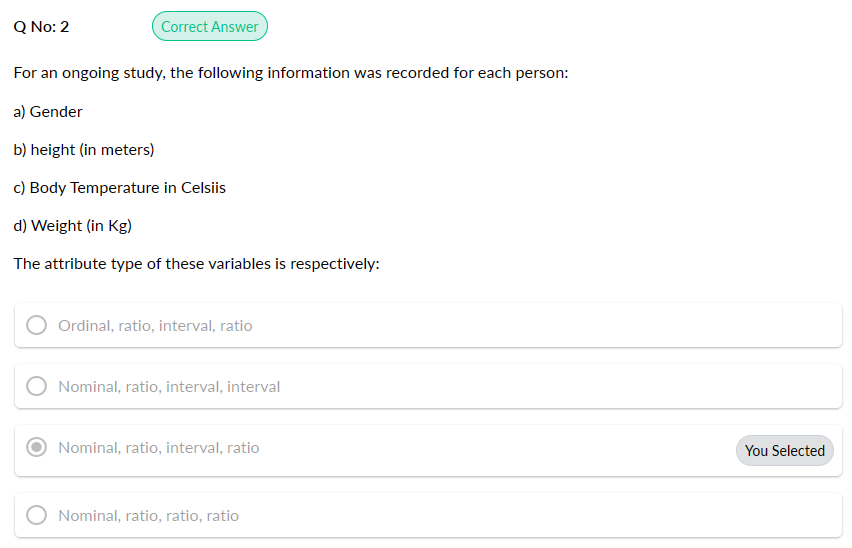 Q No: 2 Correct Answer
For an ongoing study, the following information was recorded for each person:
a) Gender
b) height (in meters)
c) Body Temperature in Celsiis
d) Weight (in Kg)
The attribute type of these variables is respectively:
Ordinal, ratio, interval, ratio
Nominal, ratio, interval, interval
Nominal, ratio, interval, ratio You Selected
Nominal, ratio, ratio, ratio